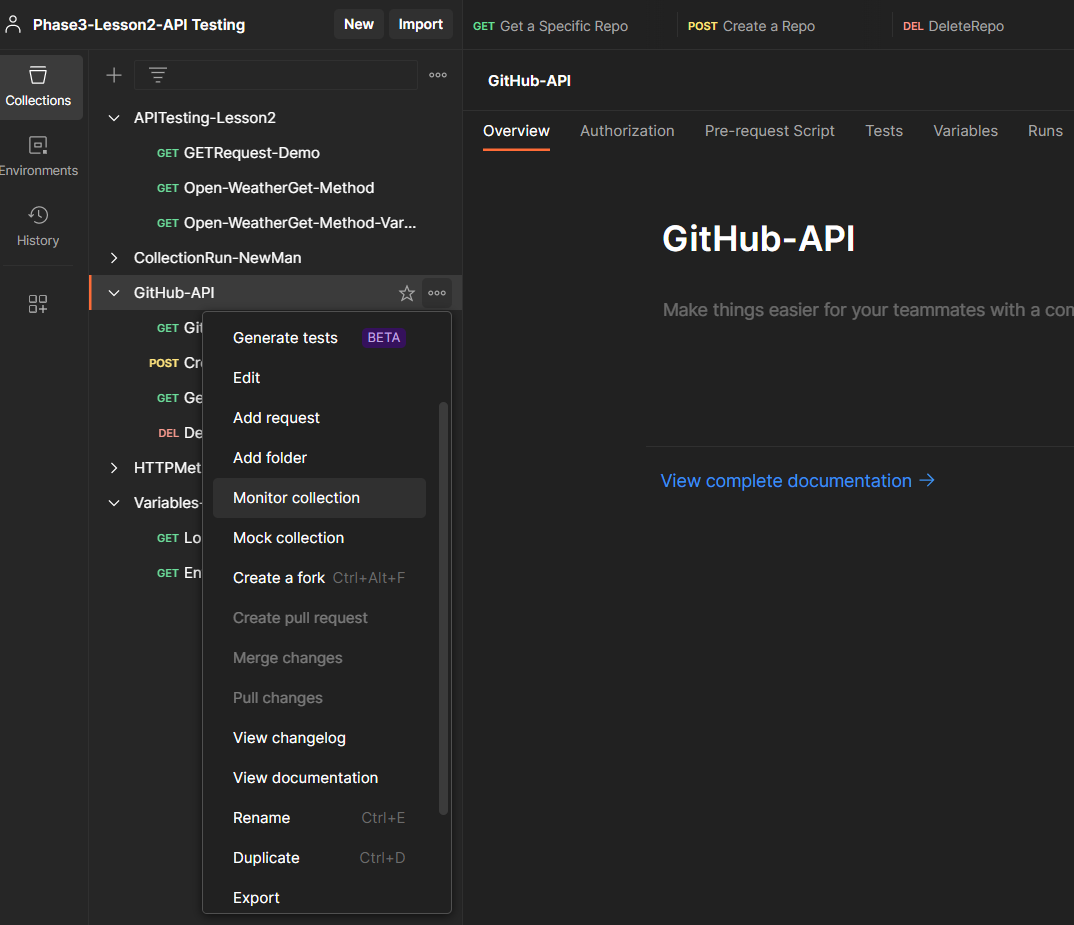 Phase3-Lesson2-API Testing
New
Import
GET Get a Specific Repo
POST Create a Repo
DEL DeleteRepo
Collections
Environments
History
APITesting-Lesson2
GET GETRequest-Demo
GET Open-WeatherGet-Method
GET Open-WeatherGet-Method-Var...
CollectionRun-NewMan
GitHub-API
GET Git
POST Cre
GET Ge
DEL De
HTTPMet
Variables-
GET Lo
GET En
Generate tests BETA
Edit
Add request
Add folder
Monitor collection
Mock collection
Create a fork Ctrl+Alt+F
Create pull request
Merge changes
Pull changes
View changelog
View documentation
Rename Ctrl+E
Duplicate Ctrl+D
Export
GitHub-API
Overview
Authorization
Pre-request Script
Tests
Variables
Runs
GitHub-API
Make things easier for your teammates with a com
View complete documentation →